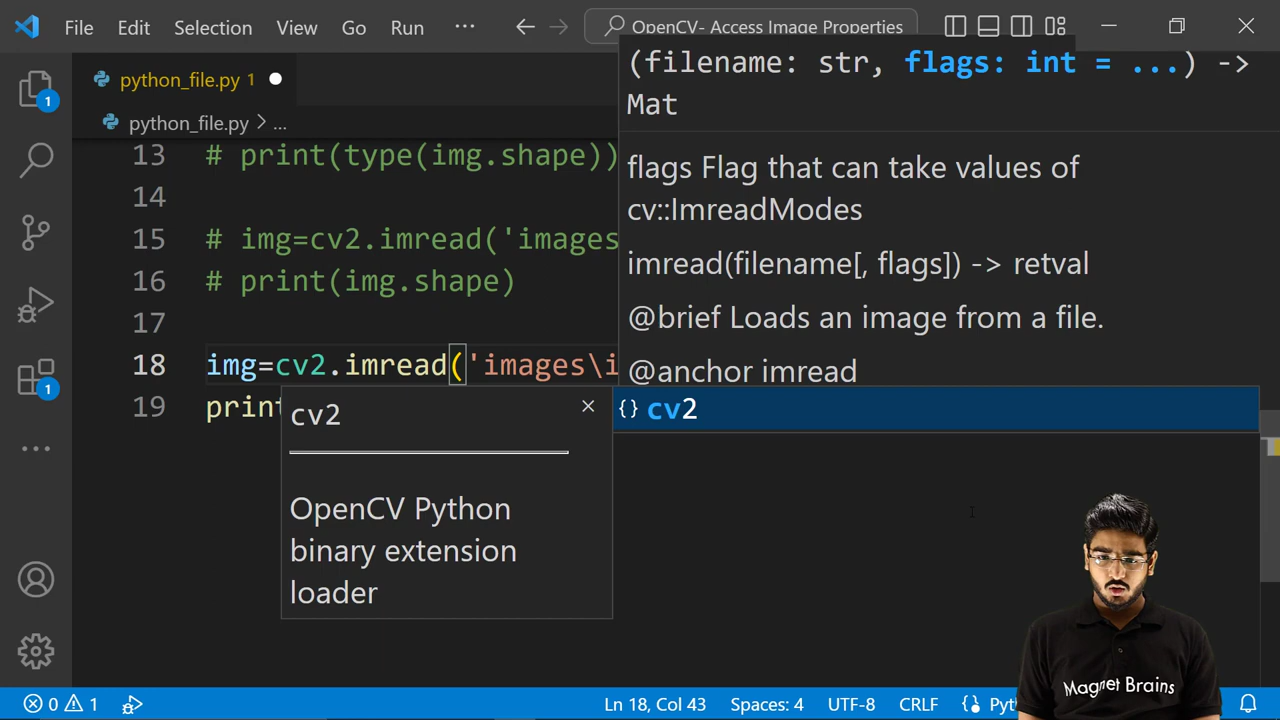 File Edit Selection View Go Run ··· OpenCV- Access Image Properties
python_file.py 1
python_file.py > ...
(filename: str, flags: int = ...) ->
Mat
flags Flag that can take values of
cv::ImreadModes
imread(filename[, flags]) -> retval
@brief Loads an image from a file.
@anchor imread
13 # print(type(img.shape))
14
15 # img=cv2.imread('images
16 # print(img.shape)
17
18 img=cv2.imread('images\i
19 print
cv2
cv2
OpenCV Python
binary extension
loader
1
1
0 1 Ln 18, Col 43 Spaces: 4 UTF-8 CRLF {} Pyt
Magnet Brains